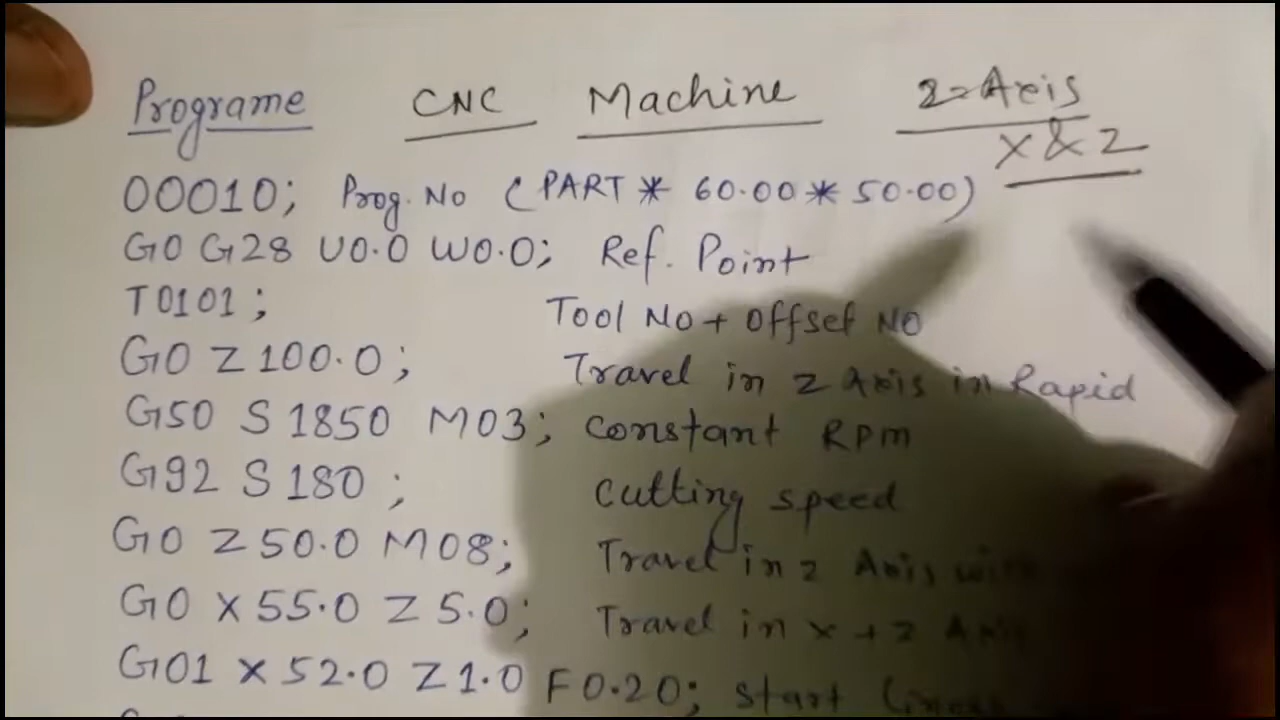 Programe CNC Machine 2-Axis
X & Z
O0010; Prog. No (PART * 60.00 * 50.00)
G0 G28 U0.0 W0.0; Ref. Point
T0101; Tool No + Offset NO
G0 Z100.0; Travel in z Axis in Rapid
G50 S1850 M03; Constant RPM
G92 S180; Cutting speed
G0 Z50.0 M08; Travel in z Axis
G0 X55.0 Z5.0; Travel in x + z Axis
G01 X52.0 Z1.0 F0.20; Start